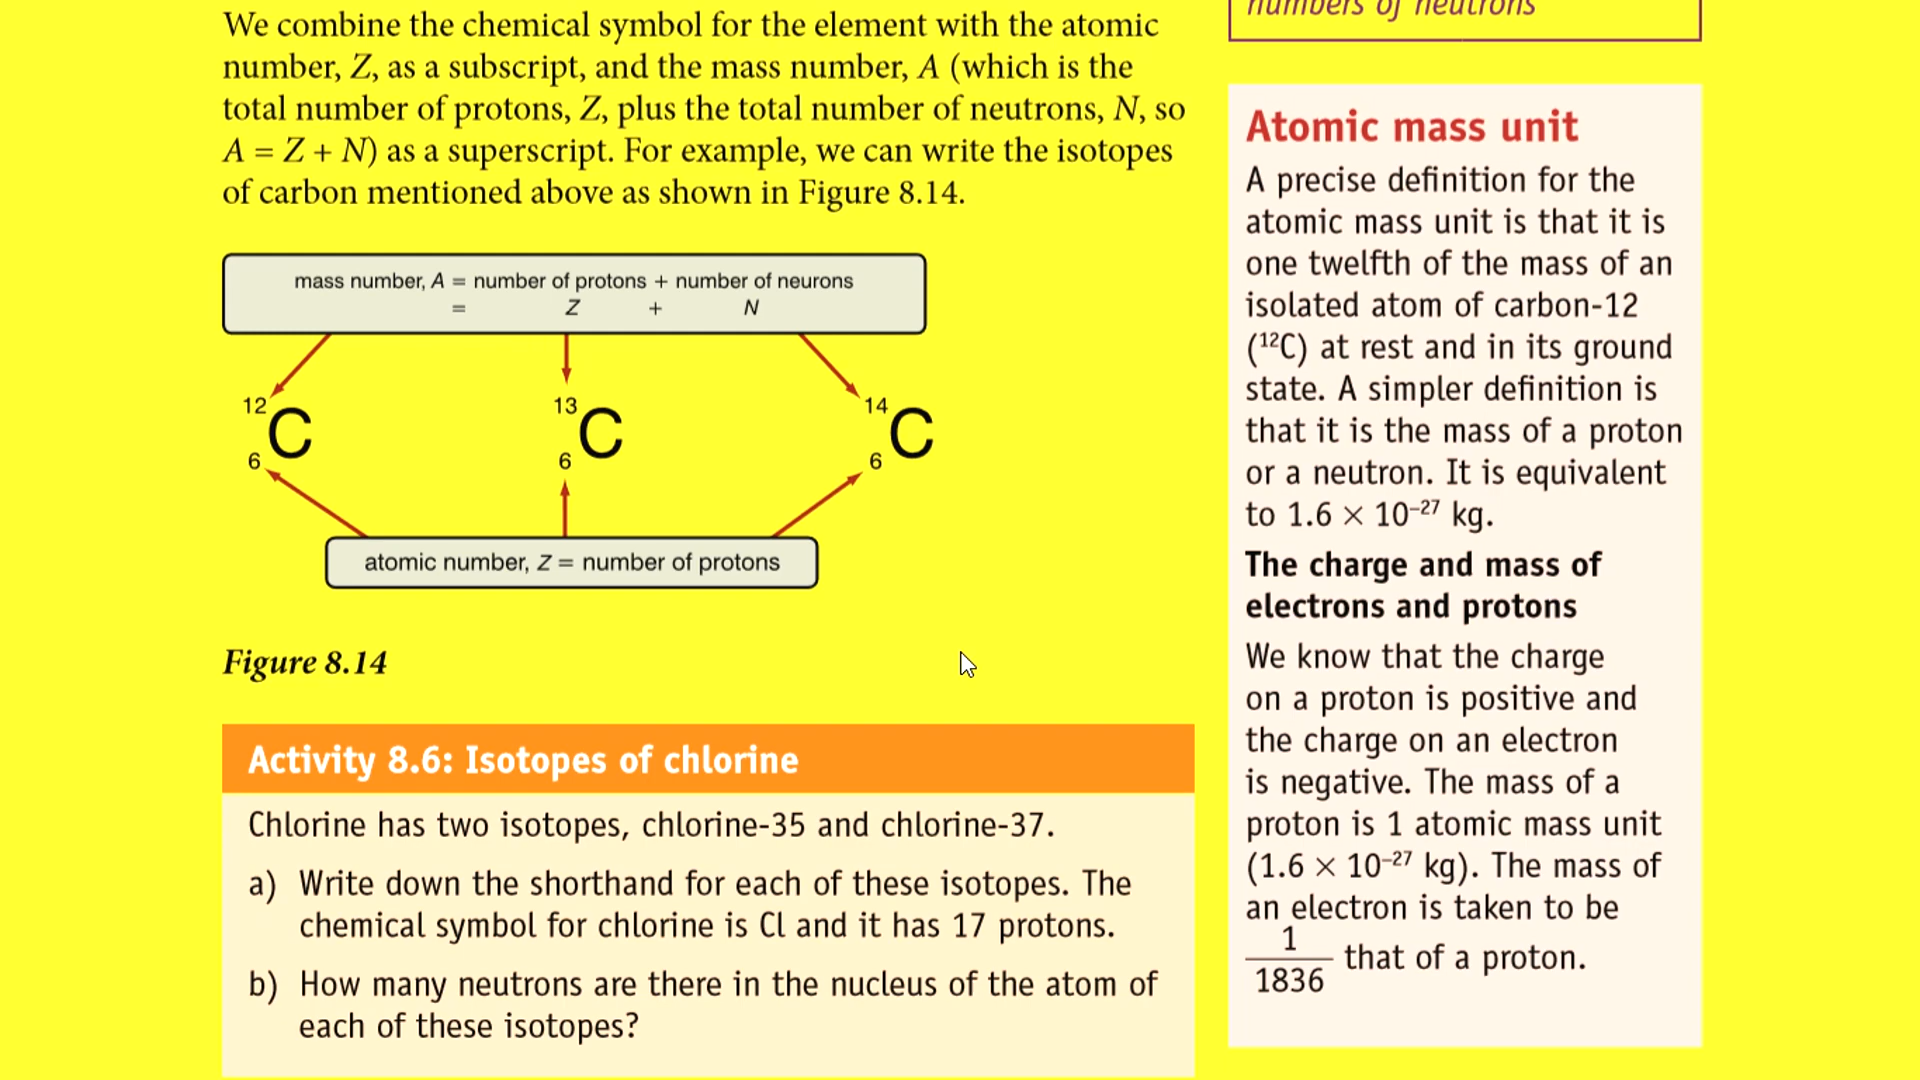 We combine the chemical symbol for the element with the atomic
number, Z, as a subscript, and the mass number, A (which is the
total number of protons, Z, plus the total number of neutrons, N, so
A = Z + N) as a superscript. For example, we can write the isotopes
of carbon mentioned above as shown in Figure 8.14.
mass number, A = number of protons + number of neurons
= Z + N
12 13 14
C C C
6 6 6
atomic number, Z = number of protons
Figure 8.14
Activity 8.6: Isotopes of chlorine
Chlorine has two isotopes, chlorine-35 and chlorine-37.
a) Write down the shorthand for each of these isotopes. The
chemical symbol for chlorine is Cl and it has 17 protons.
b) How many neutrons are there in the nucleus of the atom of
each of these isotopes?
numbers of neutrons
Atomic mass unit
A precise definition for the
atomic mass unit is that it is
one twelfth of the mass of an
isolated atom of carbon-12
(¹²C) at rest and in its ground
state. A simpler definition is
that it is the mass of a proton
or a neutron. It is equivalent
to 1.6 × 10⁻²⁷ kg.
The charge and mass of
electrons and protons
We know that the charge
on a proton is positive and
the charge on an electron
is negative. The mass of a
proton is 1 atomic mass unit
(1.6 × 10⁻²⁷ kg). The mass of
an electron is taken to be
1
1836 that of a proton.